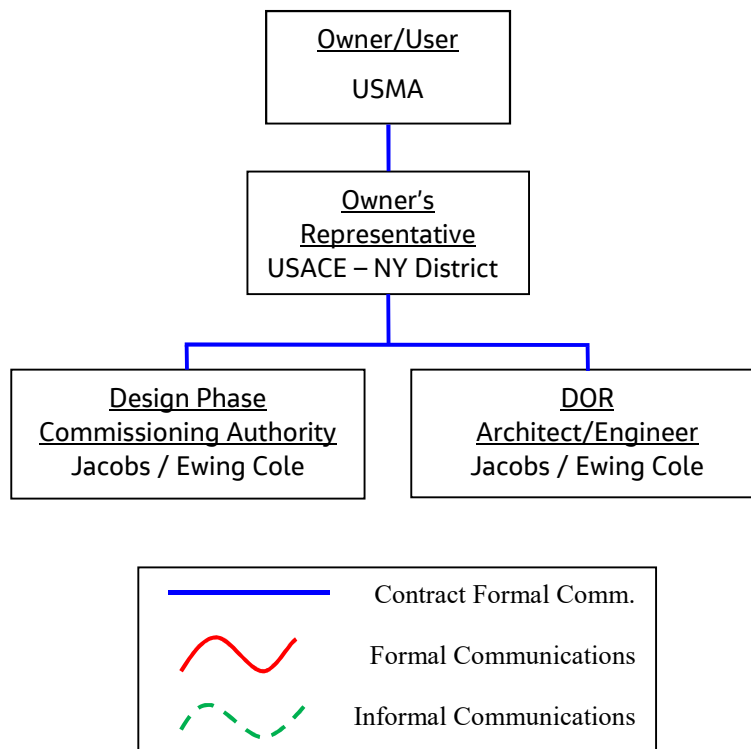 Owner/User
USMA
Owner's
Representative
USACE – NY District
Design Phase
Commissioning Authority
Jacobs / Ewing Cole
DOR
Architect/Engineer
Jacobs / Ewing Cole
Contract Formal Comm.
Formal Communications
Informal Communications